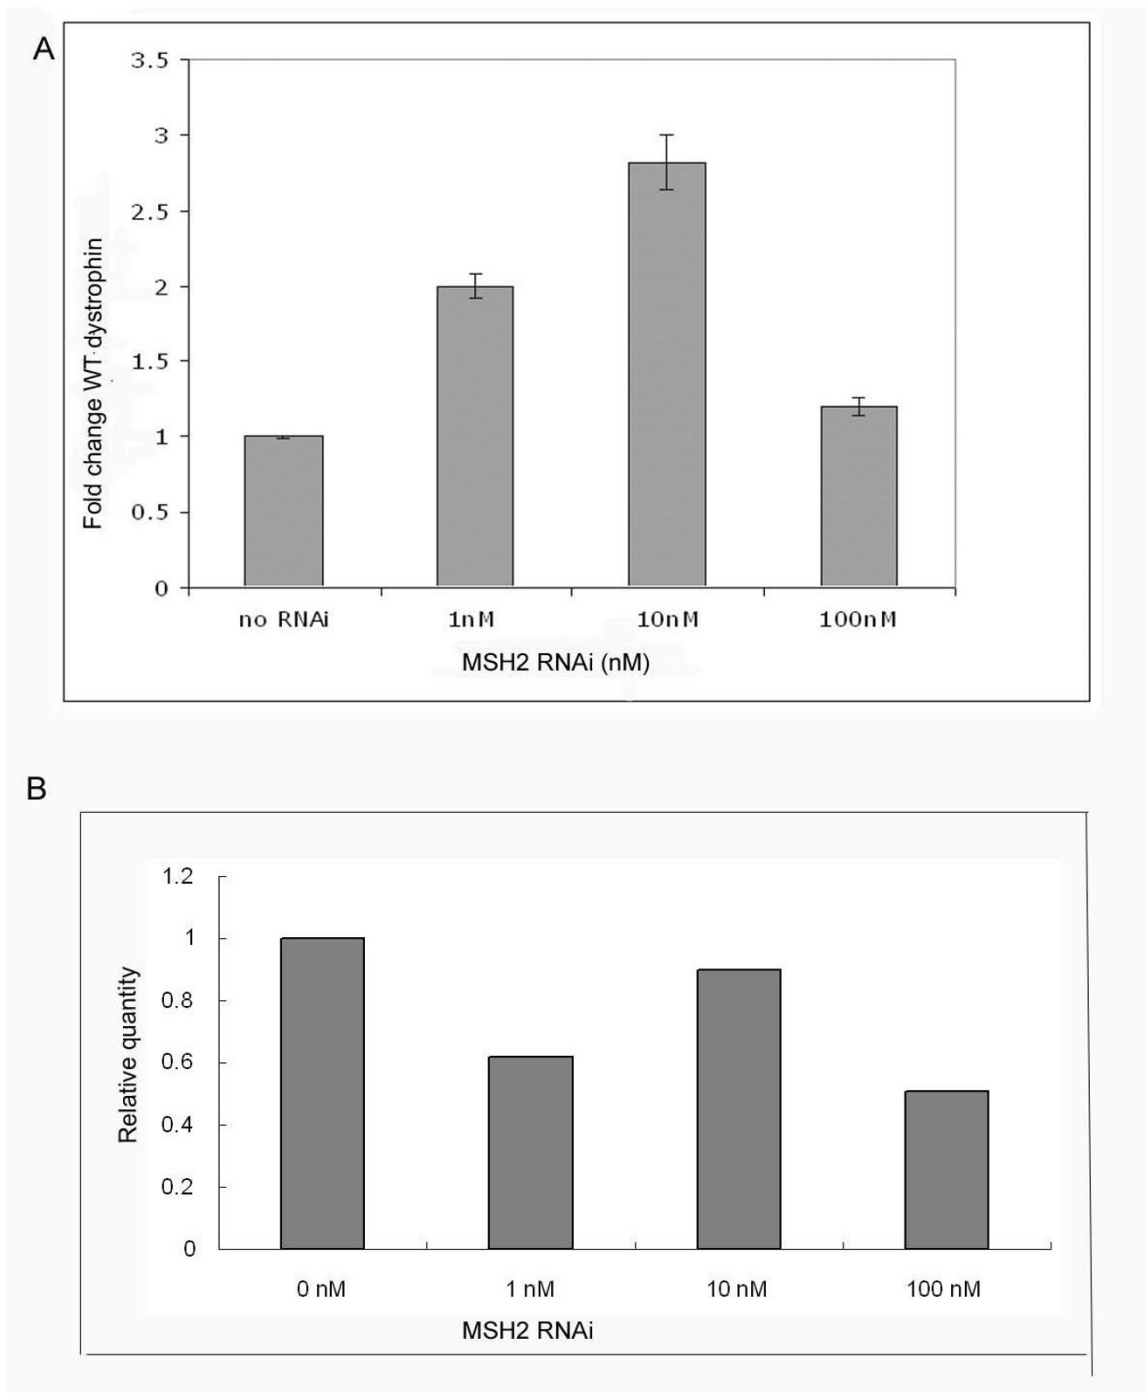 A
3.5
3
2.5
2
1.5
1
0.5
0
Fold change WT dystrophin
no RNAi 1nM 10nM 100nM
MSH2 RNAi (nM)
B
1.2
1
0.8
0.6
0.4
0.2
0
Relative quantity
0 nM 1 nM 10 nM 100 nM
MSH2 RNAi